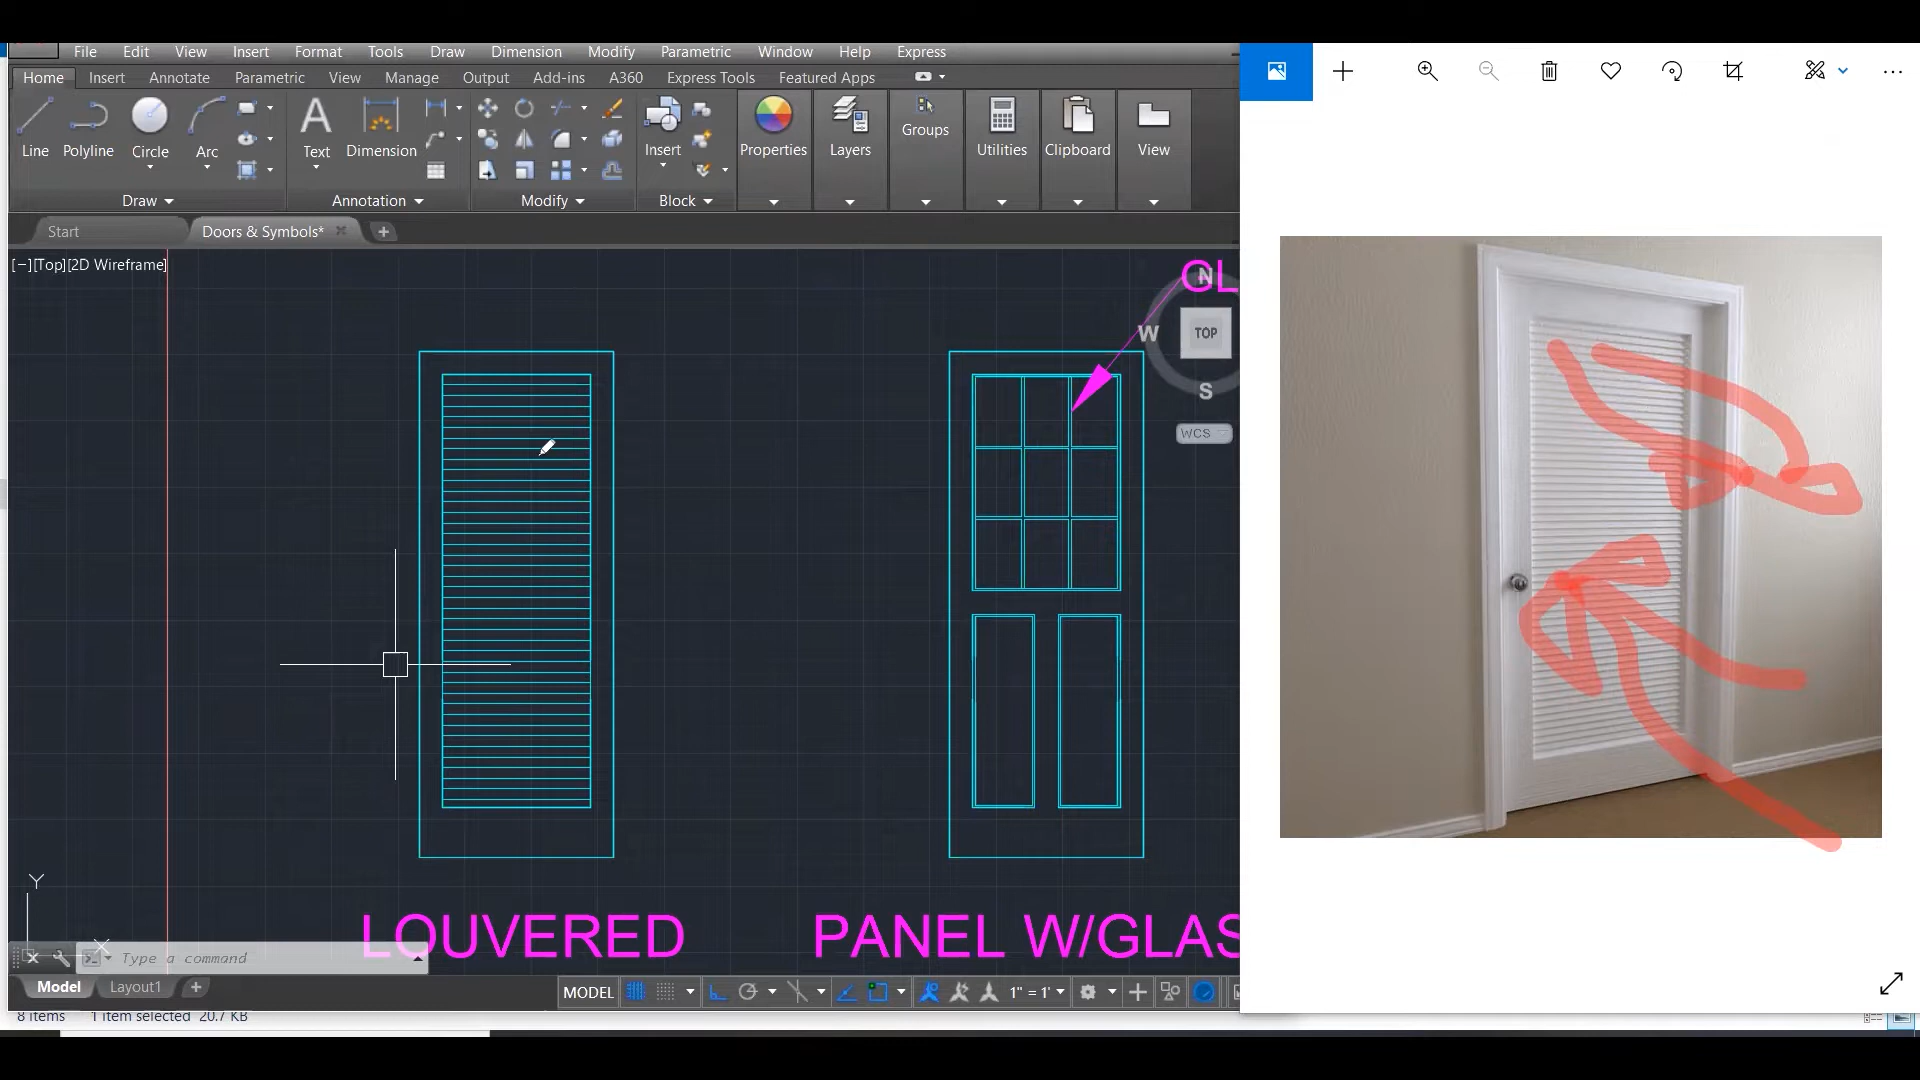 File Edit View Insert Format Tools Draw Dimension Modify Parametric Window Help Express
Home Insert Annotate Parametric View Manage Output Add-ins A360 Express Tools Featured Apps
Line Polyline Circle Arc Text Dimension Insert Properties Layers Groups Utilities Clipboard View
Draw Annotation Modify Block
Start Doors & Symbols*
[−][Top][2D Wireframe]
GL
N
W TOP
S
WCS
Y
X
LOUVERED PANEL W/GLAS
Type a command
Model Layout1 MODEL 1" = 1'
8 items 1 item selected 20.7 KB